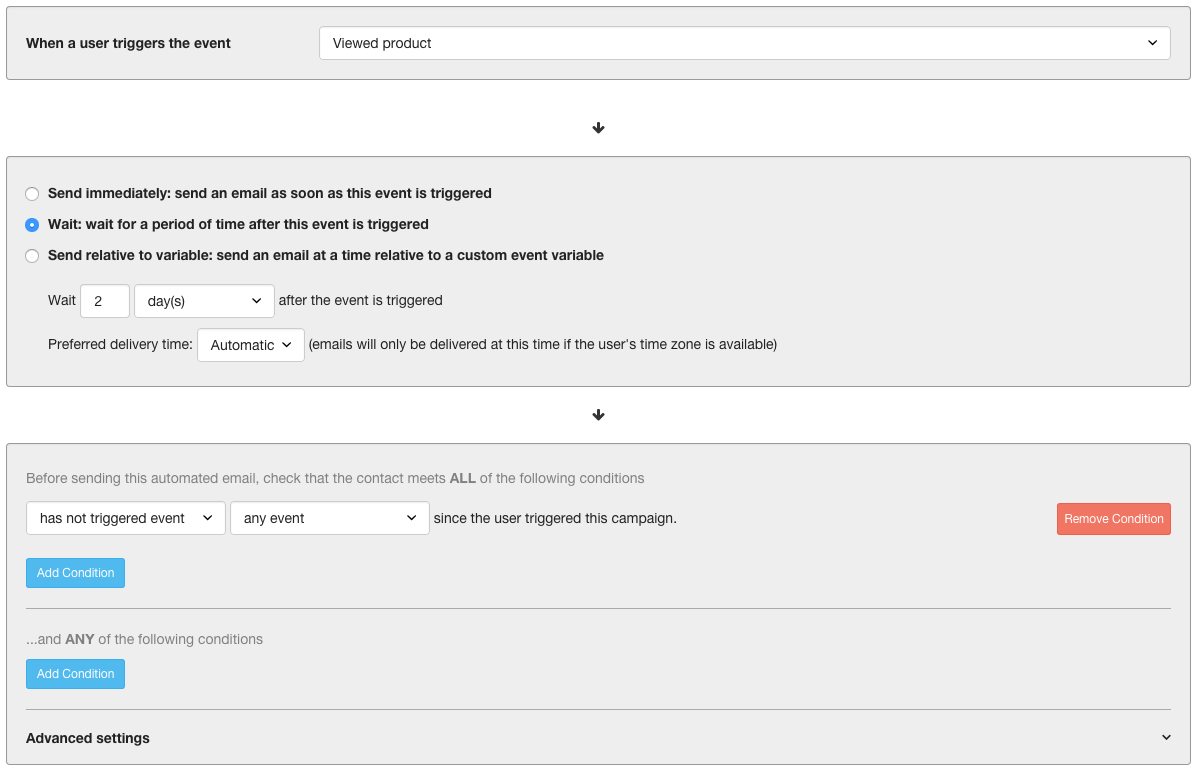 When a user triggers the event Viewed product
Send immediately: send an email as soon as this event is triggered
Wait: wait for a period of time after this event is triggered
Send relative to variable: send an email at a time relative to a custom event variable
Wait 2 day(s) after the event is triggered
Preferred delivery time: Automatic (emails will only be delivered at this time if the user's time zone is available)
Before sending this automated email, check that the contact meets ALL of the following conditions
has not triggered event any event since the user triggered this campaign. Remove Condition
Add Condition
...and ANY of the following conditions
Add Condition
Advanced settings